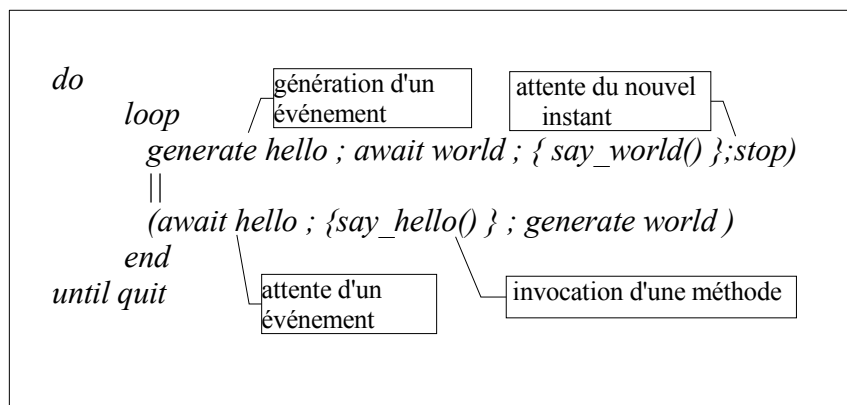 do
génération d'un
événement
attente du nouvel
instant
loop
generate hello ; await world ; { say_world() };stop)
||
(await hello ; {say_hello() } ; generate world )
end
until quit
attente d'un
événement
invocation d'une méthode